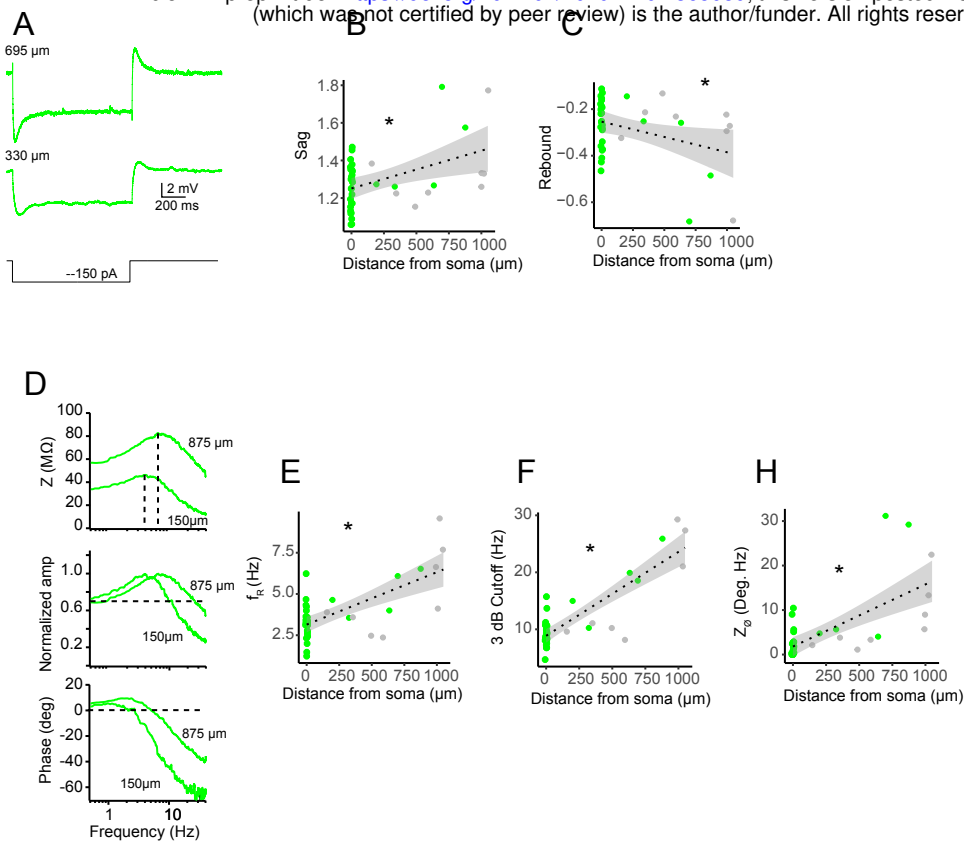 (which was not certified by peer review) is the author/funder. All rights reser
A
B
C
695 µm
330 µm
2 mV
200 ms
--150 pA
Sag
1.8
1.6
1.4
1.2
*
0 250 500 750 1000
Distance from soma (µm)
Rebound
−0.2
−0.4
−0.6
*
0 250 500 750 1000
Distance from soma (µm)
D
Z (MΩ)
100
80
60
40
20
0
875 µm
150µm
Normalized amp
1.0
0.6
0.2
875 µm
150µm
Phase (deg)
20
0
-20
-40
-60
875 µm
150µm
1 10
Frequency (Hz)
E
f_R (Hz)
7.5
5.0
2.5
*
0 250 500 750 1000
Distance from soma (µm)
F
3 dB Cutoff (Hz)
30
20
10
*
0 250 500 750 1000
Distance from soma (µm)
H
Z_ø (Deg. Hz)
30
20
10
0
*
0 250 500 750 1000
Distance from soma (µm)